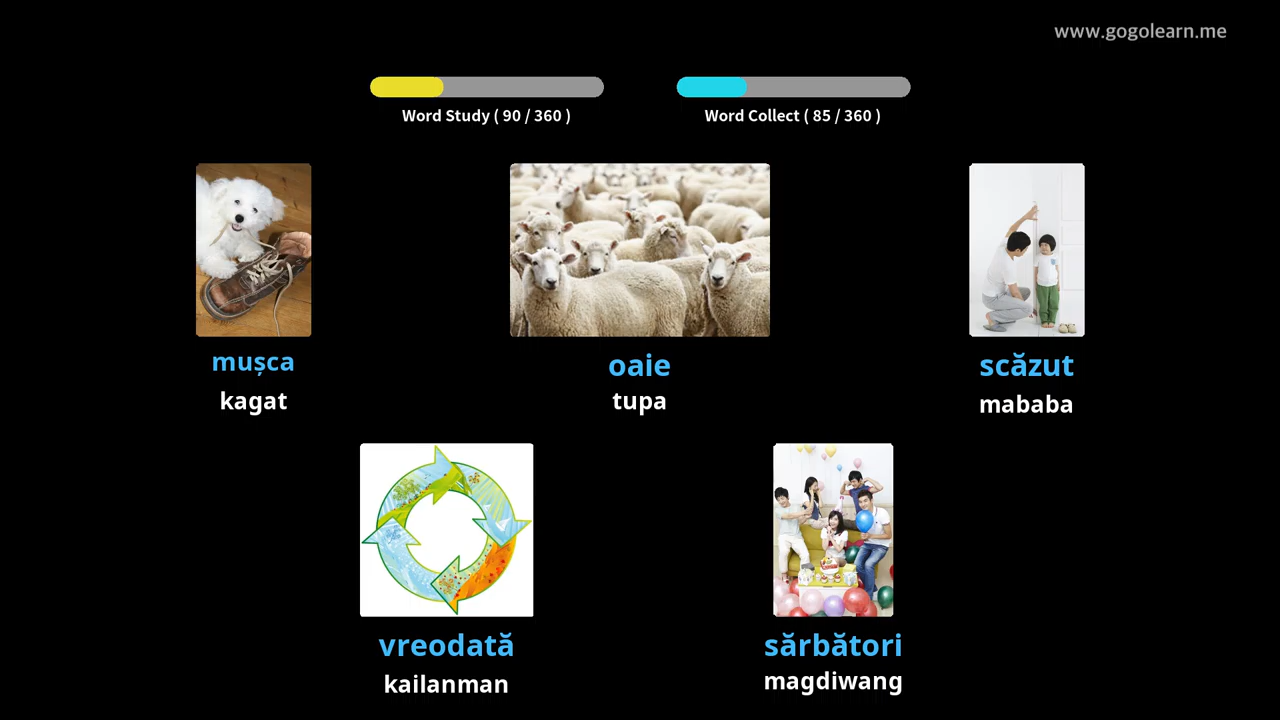 www.gogolearn.me
Word Study ( 90 / 360 )
Word Collect ( 85 / 360 )
mușca
kagat
oaie
tupa
scăzut
mababa
vreodată
kailanman
sărbători
magdiwang